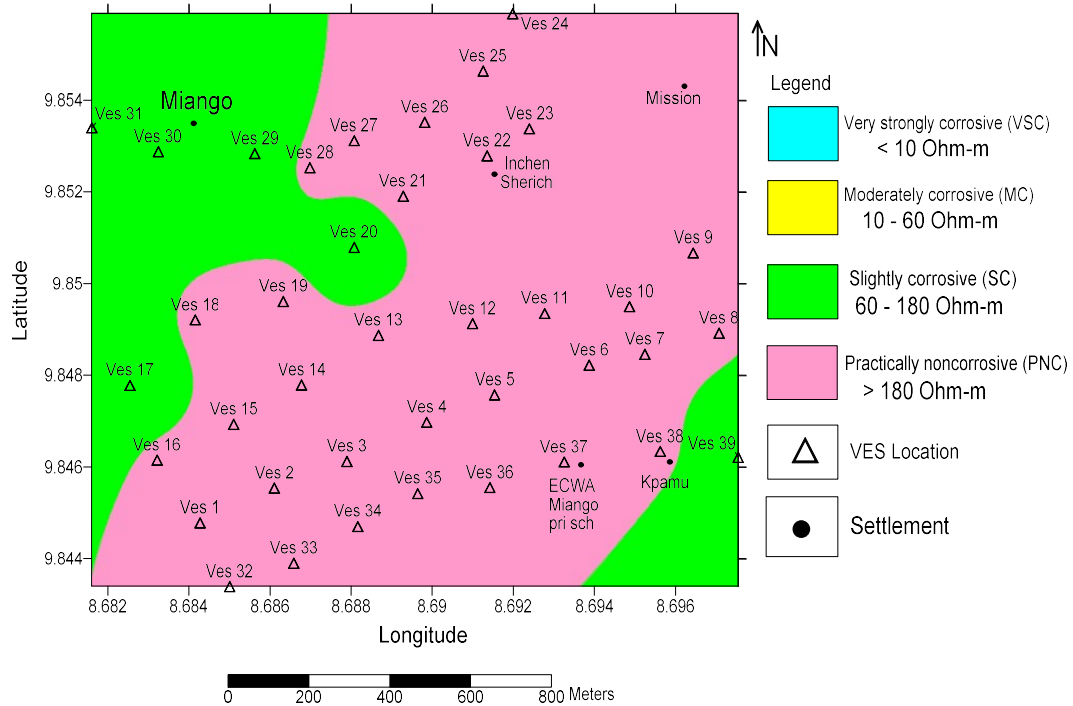 Ves 24
N
Ves 25
Legend
9.854
Miango
Mission
Ves 31
Ves 26
Ves 23
Very strongly corrosive (VSC)
< 10 Ohm-m
Ves 30
Ves 29
Ves 27
Ves 22
Ves 28
Inchen
Sherich
9.852
Ves 21
Moderately corrosive (MC)
10 - 60 Ohm-m
Ves 20
Ves 9
Latitude
9.85
Ves 19
Slightly corrosive (SC)
60 - 180 Ohm-m
Ves 18
Ves 13
Ves 12
Ves 11
Ves 10
Ves 8
Ves 6
Ves 7
9.848
Ves 17
Ves 14
Ves 5
Practically noncorrosive (PNC)
> 180 Ohm-m
Ves 15
Ves 4
Ves 16
Ves 3
Ves 37
Ves 38
Ves 39
VES Location
9.846
Ves 2
Ves 35
Ves 36
ECWA
Miango
pri sch
Kpamu
Ves 1
Ves 34
Settlement
9.844
Ves 33
Ves 32
8.682
8.684
8.686
8.688
8.69
8.692
8.694
8.696
Longitude
0
200
400
600
800
Meters